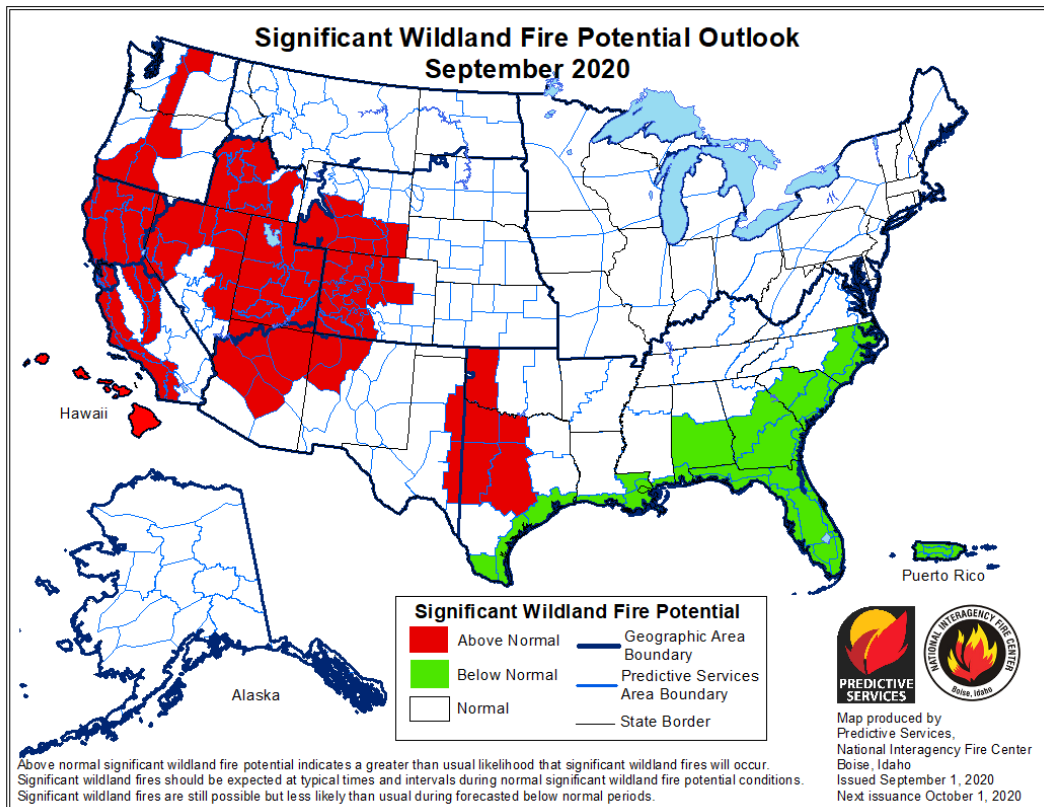 Significant Wildland Fire Potential Outlook
September 2020
Hawaii
Alaska
Puerto Rico
Significant Wildland Fire Potential
Above Normal
Below Normal
Normal
Geographic Area
Boundary
Predictive Services
Area Boundary
State Border
PREDICTIVE
SERVICES
NATIONAL INTERAGENCY FIRE CENTER
Boise, Idaho
Map produced by
Predictive Services,
National Interagency Fire Center
Boise, Idaho
Issued September 1, 2020
Next issuance October 1, 2020
Above normal significant wildland fire potential indicates a greater than usual likelihood that significant wildland fires will occur.
Significant wildland fires should be expected at typical times and intervals during normal significant wildland fire potential conditions.
Significant wildland fires are still possible but less likely than usual during forecasted below normal periods.